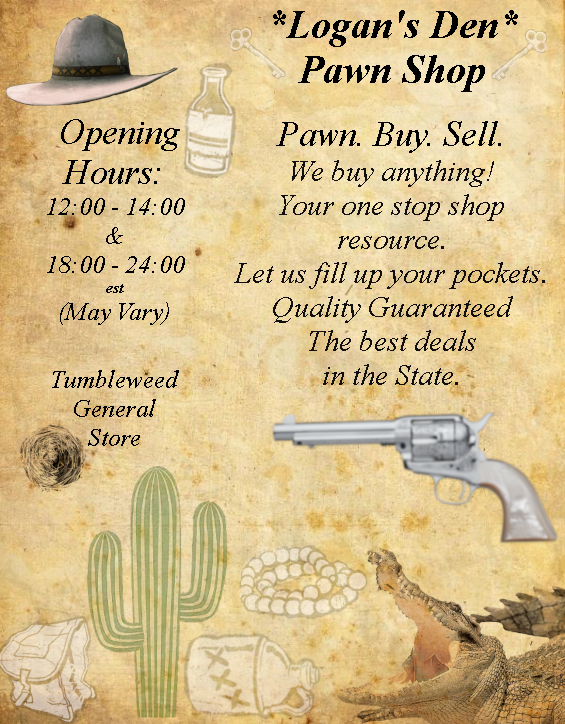 *Logan's Den*
Pawn Shop
Opening
Hours:
12:00 - 14:00
&
18:00 - 24:00
est
(May Vary)
Tumbleweed
General
Store
Pawn. Buy. Sell.
We buy anything!
Your one stop shop
resource.
Let us fill up your pockets.
Quality Guaranteed
The best deals
in the State.